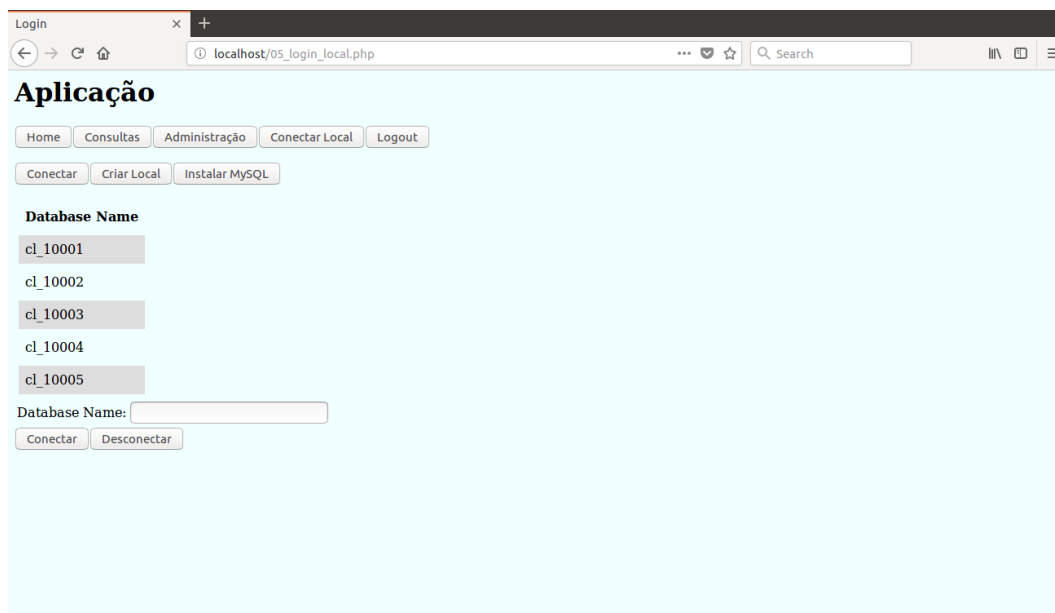 Login
localhost/05_login_local.php
Search
Aplicação
Home Consultas Administração Conectar Local Logout
Conectar Criar Local Instalar MySQL
Database Name
cl_10001
cl_10002
cl_10003
cl_10004
cl_10005
Database Name:
Conectar Desconectar